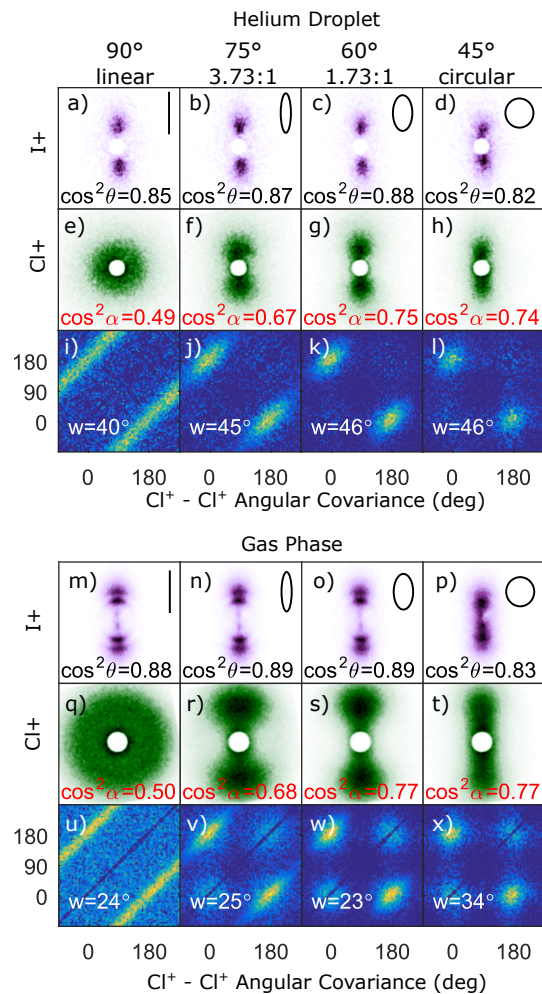 Helium Droplet
90° 75° 60° 45°
linear 3.73:1 1.73:1 circular
I+
a) b) c) d)
cos²θ=0.85 cos²θ=0.87 cos²θ=0.88 cos²θ=0.82
Cl+
e) f) g) h)
cos²α=0.49 cos²α=0.67 cos²α=0.75 cos²α=0.74
i) j) k) l)
180
90
0
w=40° w=45° w=46° w=46°
0 180 0 180 0 180 0 180
Cl⁺ - Cl⁺ Angular Covariance (deg)
Gas Phase
I+
m) n) o) p)
cos²θ=0.88 cos²θ=0.89 cos²θ=0.89 cos²θ=0.83
Cl+
q) r) s) t)
cos²α=0.50 cos²α=0.68 cos²α=0.77 cos²α=0.77
u) v) w) x)
180
90
0
w=24° w=25° w=23° w=34°
0 180 0 180 0 180 0 180
Cl⁺ - Cl⁺ Angular Covariance (deg)